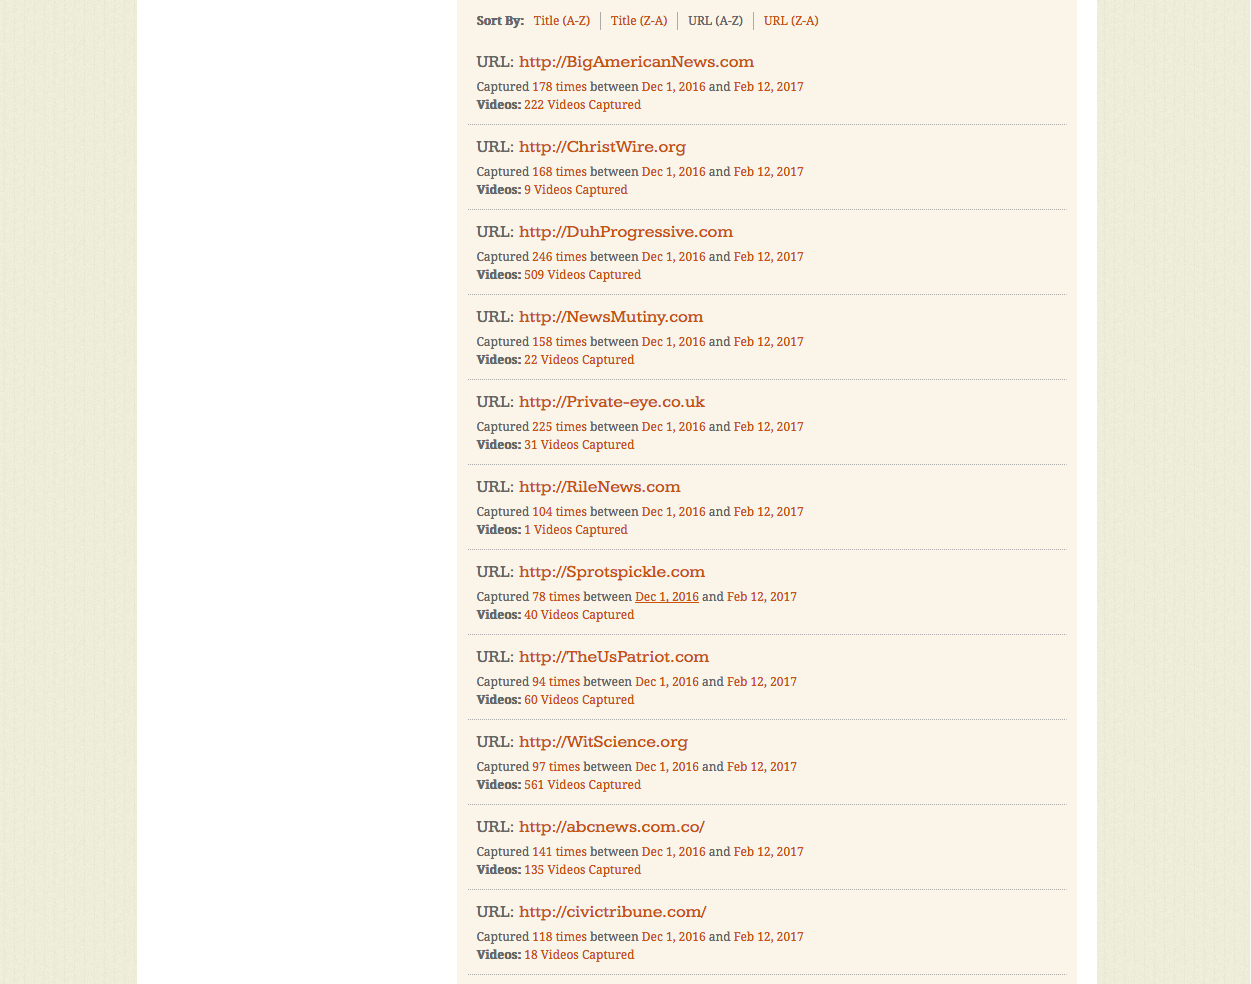 Sort By: Title (A-Z) Title (Z-A) URL (A-Z) URL (Z-A)
URL: http://BigAmericanNews.com
Captured 178 times between Dec 1, 2016 and Feb 12, 2017
Videos: 222 Videos Captured
URL: http://ChristWire.org
Captured 168 times between Dec 1, 2016 and Feb 12, 2017
Videos: 9 Videos Captured
URL: http://DuhProgressive.com
Captured 246 times between Dec 1, 2016 and Feb 12, 2017
Videos: 509 Videos Captured
URL: http://NewsMutiny.com
Captured 158 times between Dec 1, 2016 and Feb 12, 2017
Videos: 22 Videos Captured
URL: http://Private-eye.co.uk
Captured 225 times between Dec 1, 2016 and Feb 12, 2017
Videos: 31 Videos Captured
URL: http://RileNews.com
Captured 104 times between Dec 1, 2016 and Feb 12, 2017
Videos: 1 Videos Captured
URL: http://Sprotspickle.com
Captured 78 times between Dec 1, 2016 and Feb 12, 2017
Videos: 40 Videos Captured
URL: http://TheUsPatriot.com
Captured 94 times between Dec 1, 2016 and Feb 12, 2017
Videos: 60 Videos Captured
URL: http://WitScience.org
Captured 97 times between Dec 1, 2016 and Feb 12, 2017
Videos: 561 Videos Captured
URL: http://abcnews.com.co/
Captured 141 times between Dec 1, 2016 and Feb 12, 2017
Videos: 135 Videos Captured
URL: http://civictribune.com/
Captured 118 times between Dec 1, 2016 and Feb 12, 2017
Videos: 18 Videos Captured